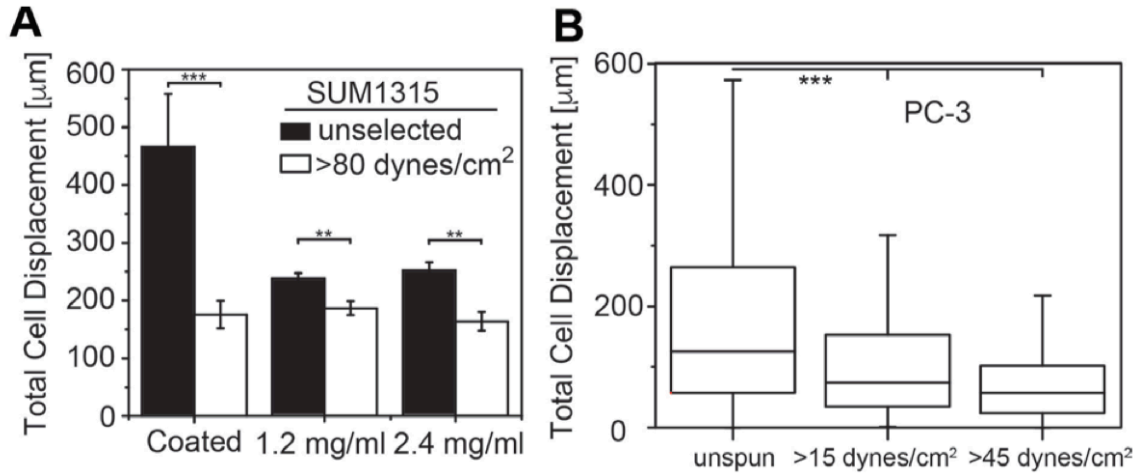 A
Total Cell Displacement [μm]
600
500
400
300
200
100
0
***
SUM1315
unselected
>80 dynes/cm²
**
**
Coated
1.2 mg/ml
2.4 mg/ml
B
Total Cell Displacement [μm]
600
400
200
0
***
PC-3
unspun
>15 dynes/cm²
>45 dynes/cm²